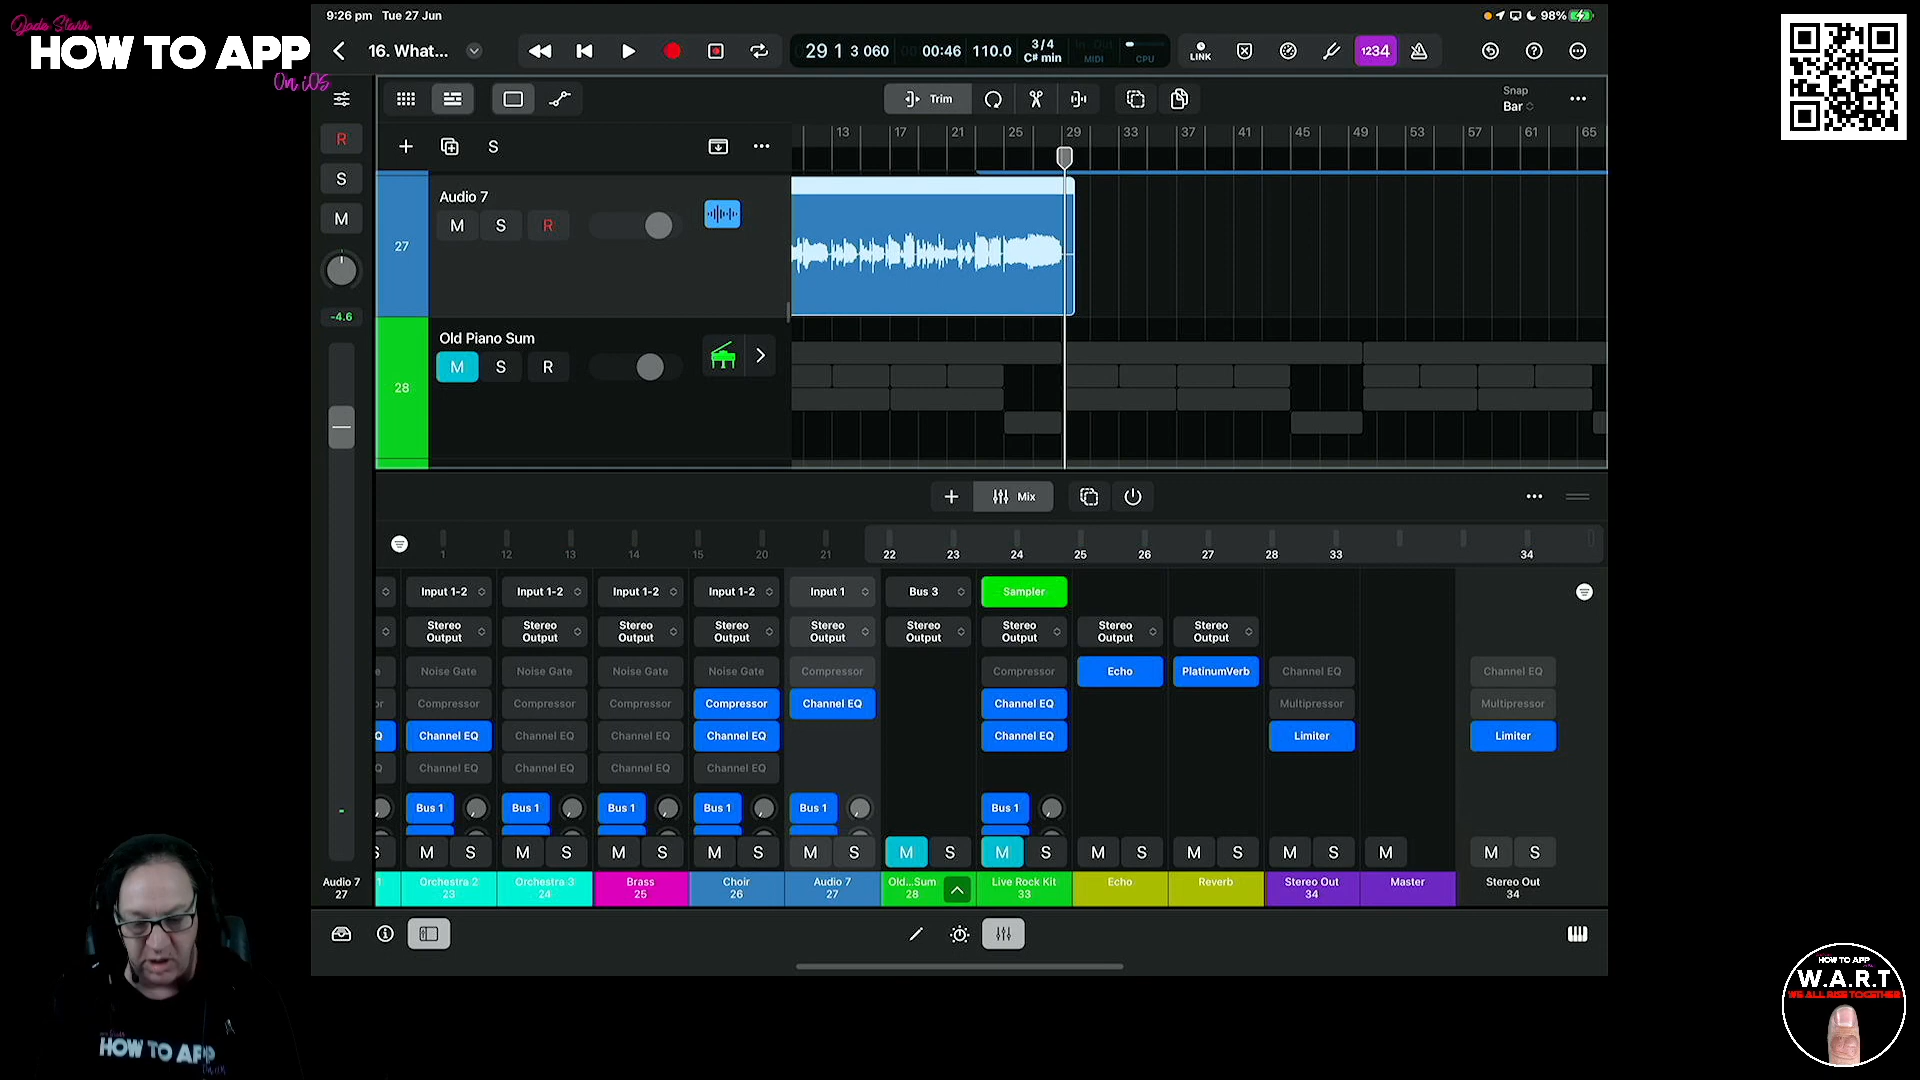 Jade Starr
HOW TO APP
On iOS
9:26 pm Tue 27 Jun
98%
16. What...
29 1 3 060
00:46
110.0
3/4
C# min
In Out
MIDI
CPU
LINK
1234
Trim
Snap
Bar
S
13 17 21 25 29 33 37 41 45 49 53 57 61 65
R
S
M
-4.6
27
Audio 7
M S R
28
Old Piano Sum
M S R
Mix
1 12 13 14 15 20 21 22 23 24 25 26 27 28 33 34
Input 1-2 Input 1-2 Input 1-2 Input 1-2 Input 1 Bus 3 Sampler
Stereo Output Stereo Output Stereo Output Stereo Output Stereo Output Stereo Output Stereo Output Stereo Output Stereo Output
Noise Gate Noise Gate Noise Gate Noise Gate Compressor Compressor Echo PlatinumVerb Channel EQ Channel EQ
Compressor Compressor Compressor Compressor Channel EQ Channel EQ Multipressor Multipressor
Q Channel EQ Compressor Compressor Channel EQ Channel EQ Limiter Limiter
Q Channel EQ Channel EQ Channel EQ Channel EQ
Bus 1 Bus 1 Bus 1 Bus 1 Bus 1 Bus 1
S M S M S M S M S M S M S M S M S M S M S M M S
Audio 7 Orchestra 2 Orchestra 3 Brass Choir Audio 7 Old...Sum Live Rock Kit Echo Reverb Stereo Out Master Stereo Out
27 23 24 25 26 27 28 33 34 34
HOW TO APP
HOW TO APP
W.A.R.T
WE ALL RISE TOGETHER